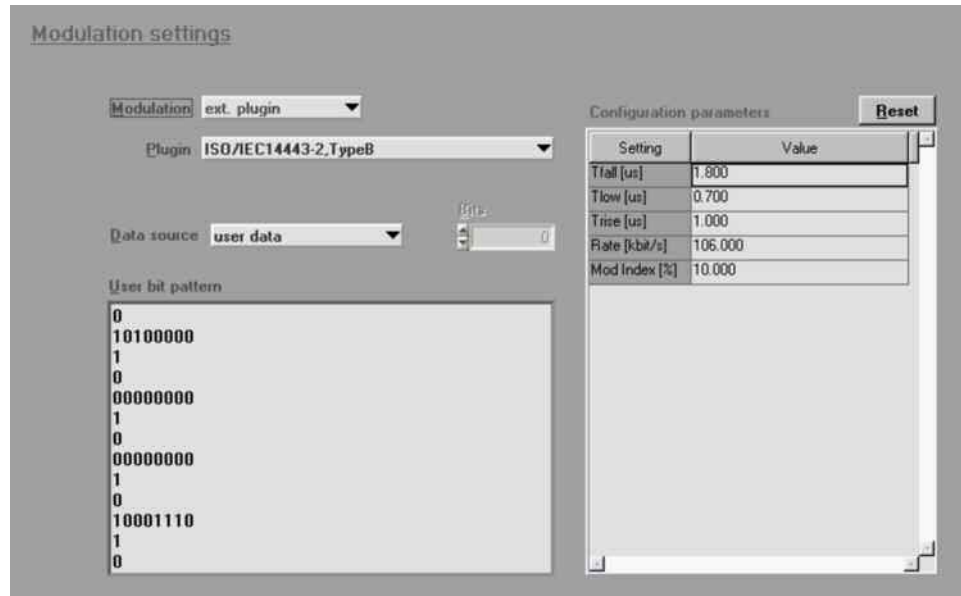 Modulation settings
Modulation ext. plugin
Plugin ISO/IEC14443-2,TypeB
Data source user data
Bits
0
User bit pattern
0
10100000
1
0
00000000
1
0
00000000
1
0
10001110
1
0
Configuration parameters Reset
Setting Value
Tfall [us] 1.800
Tlow [us] 0.700
Trise [us] 1.000
Rate [kbit/s] 106.000
Mod Index [%] 10.000